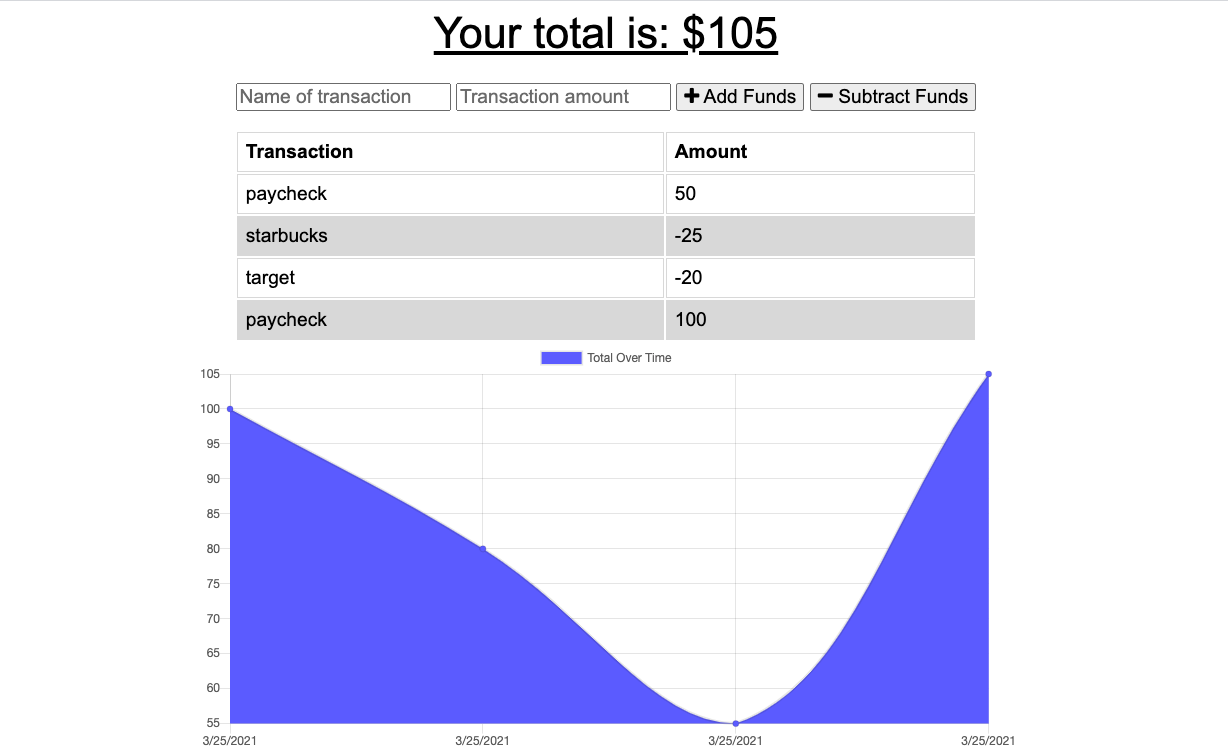 Your total is: $105
Name of transaction Transaction amount Add Funds Subtract Funds
Transaction Amount
paycheck 50
starbucks -25
target -20
paycheck 100
Total Over Time
105
100
95
90
85
80
75
70
65
60
55
3/25/2021 3/25/2021 3/25/2021 3/25/2021